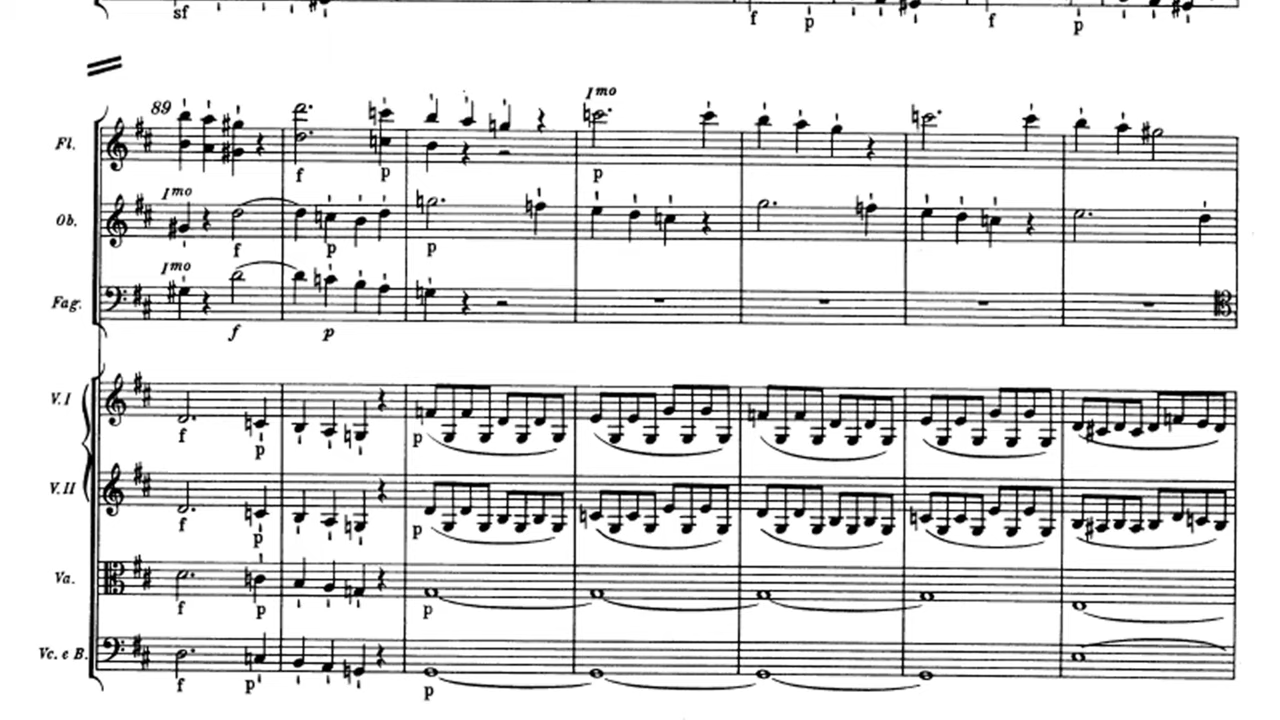 sf f p f p
89
Imo
Fl.
f p p
Imo
Ob.
f p p
Imo
Fag.
f p
V. I
f p p
V. II
f p p
Va.
f p p
Vc. e B.
f p p